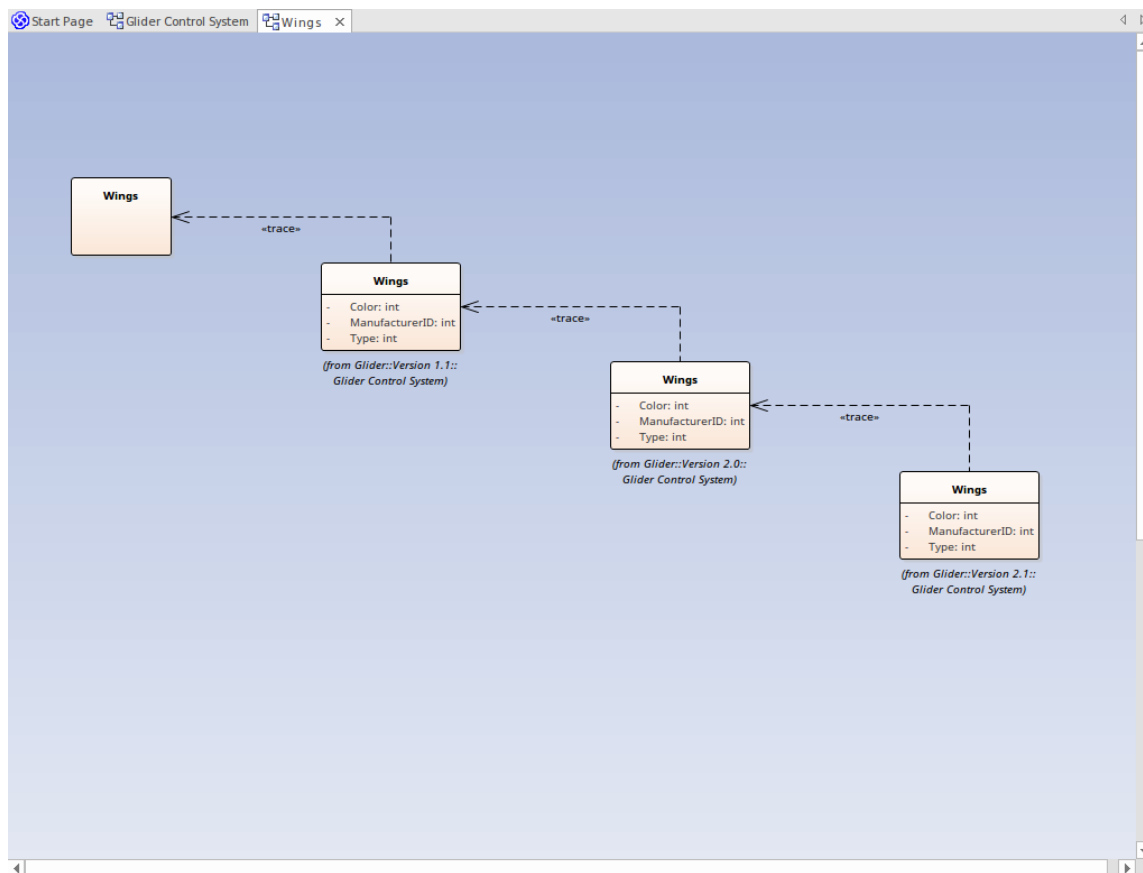 Start Page
Glider Control System
Wings
Wings
«trace»
Wings
- Color: int
- ManufacturerID: int
- Type: int
(from Glider::Version 1.1::
Glider Control System)
«trace»
Wings
- Color: int
- ManufacturerID: int
- Type: int
(from Glider::Version 2.0::
Glider Control System)
«trace»
Wings
- Color: int
- ManufacturerID: int
- Type: int
(from Glider::Version 2.1::
Glider Control System)